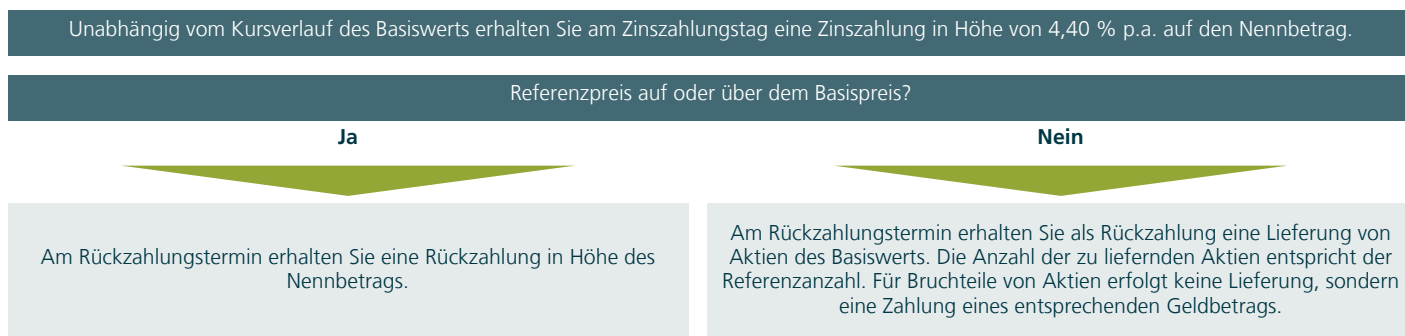 Unabhängig vom Kursverlauf des Basiswerts erhalten Sie am Zinszahlungstag eine Zinszahlung in Höhe von 4,40 % p.a. auf den Nennbetrag.
Referenzpreis auf oder über dem Basispreis?
Ja
Nein
Am Rückzahlungstermin erhalten Sie eine Rückzahlung in Höhe des
Nennbetrags.
Am Rückzahlungstermin erhalten Sie als Rückzahlung eine Lieferung von
Aktien des Basiswerts. Die Anzahl der zu liefernden Aktien entspricht der
Referenzanzahl. Für Bruchteile von Aktien erfolgt keine Lieferung, sondern
eine Zahlung eines entsprechenden Geldbetrags.